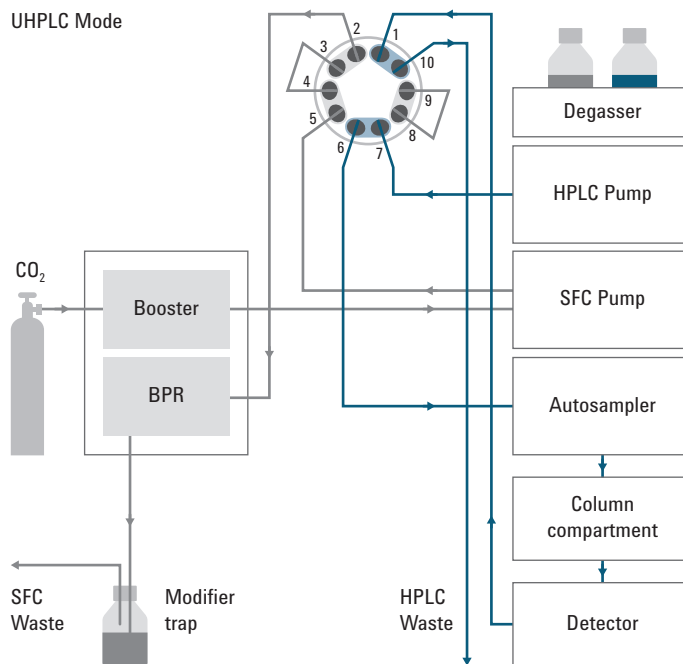 UHPLC Mode
1
2
3
4
5
6
7
8
9
10
Degasser
HPLC Pump
SFC Pump
Autosampler
Column
compartment
Detector
CO₂
Booster
BPR
SFC
Waste
Modifier
trap
HPLC
Waste